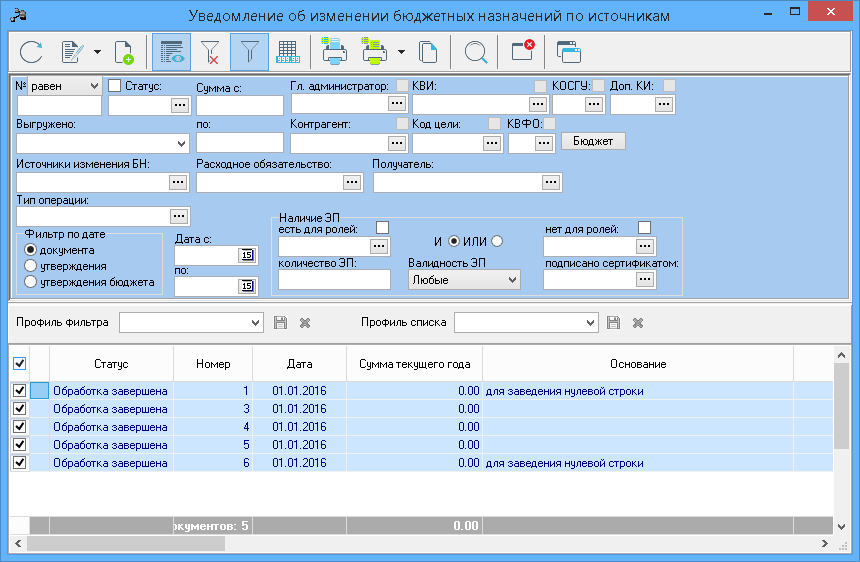 Уведомление об изменении бюджетных назначений по источникам
999.99
№ равен Статус: Сумма с: Гл. администратор: КВИ: КОСГУ: Доп. КИ:
Выгружено: по: Контрагент: Код цели: КВФО: Бюджет
Источники изменения БН: Расходное обязательство: Получатель:
Тип операции:
Фильтр по дате
документа
утверждения
утверждения бюджета
Дата с:
15
по:
15
Наличие ЭП
есть для ролей: И ИЛИ нет для ролей:
количество ЭП: Валидность ЭП подписано сертификатом:
Любые
Профиль фильтра Профиль списка
Статус Номер Дата Сумма текущего года Основание
Обработка завершена 1 01.01.2016 0.00 для заведения нулевой строки
Обработка завершена 3 01.01.2016 0.00
Обработка завершена 4 01.01.2016 0.00
Обработка завершена 5 01.01.2016 0.00
Обработка завершена 6 01.01.2016 0.00 для заведения нулевой строки
окументов: 5 0.00